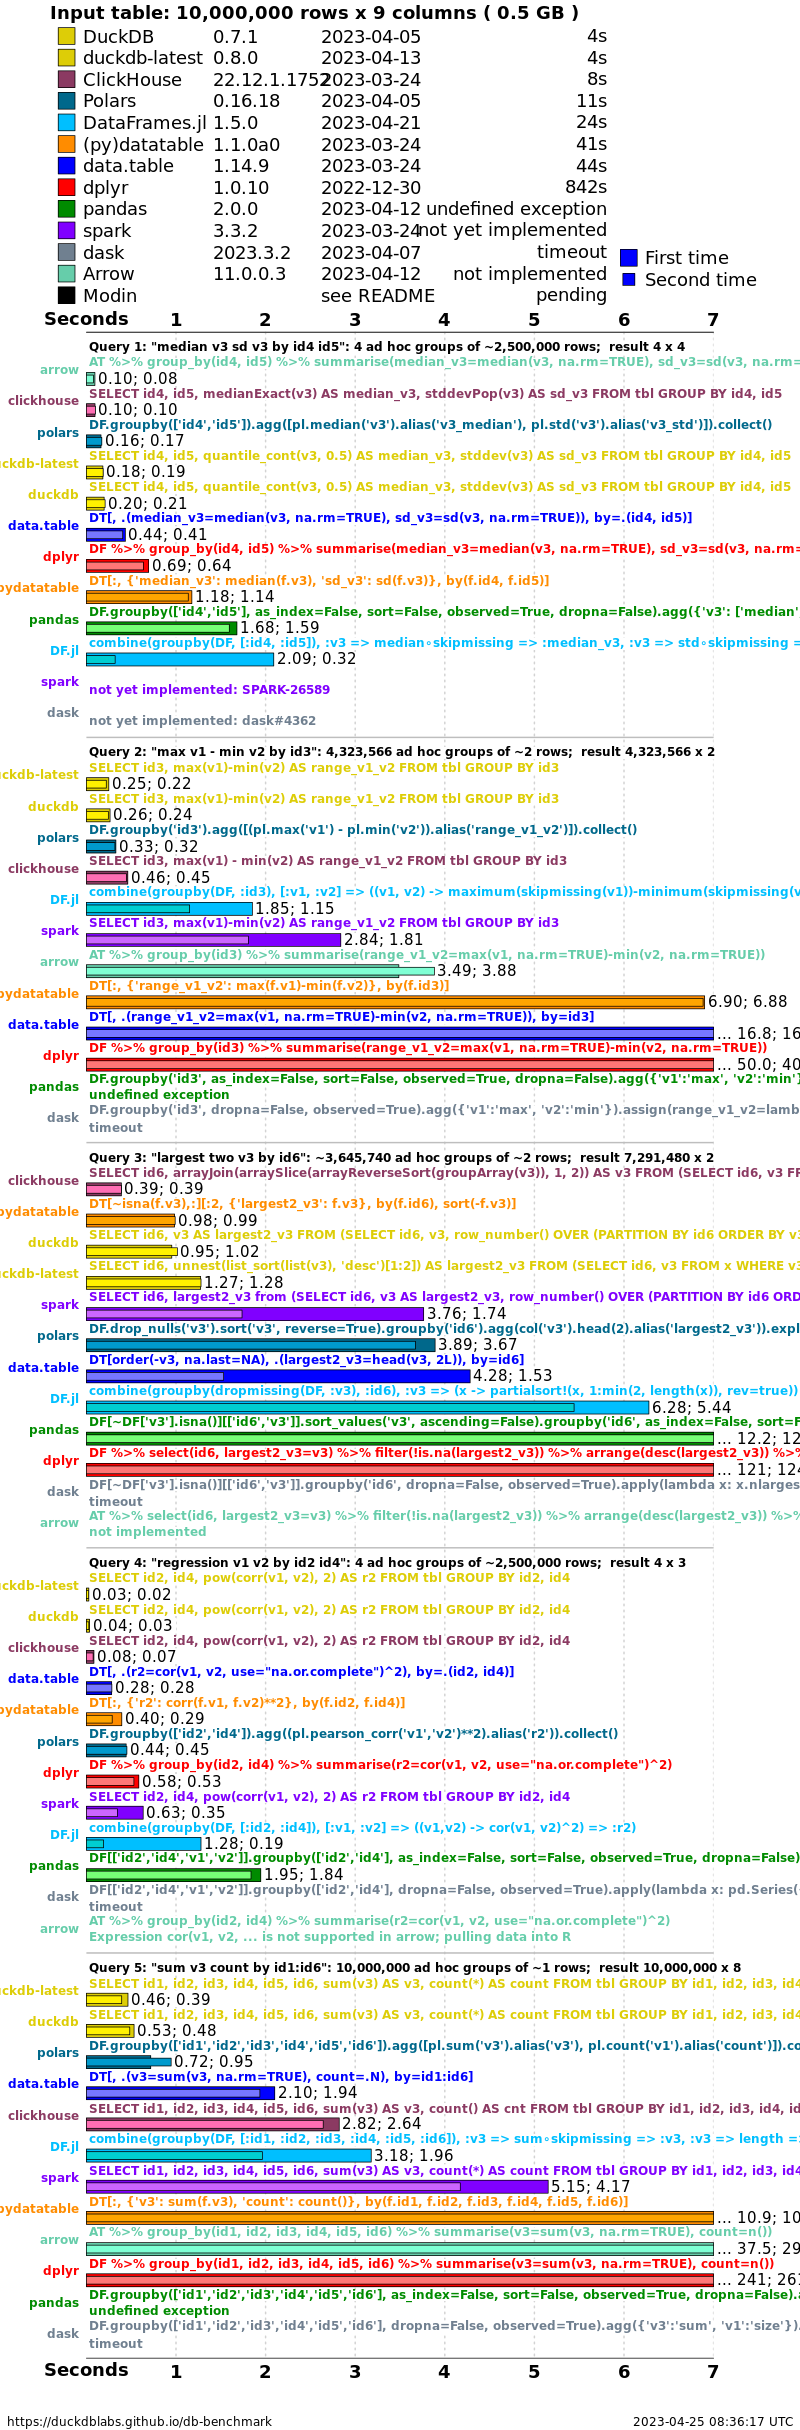 Input table: 10,000,000 rows x 9 columns ( 0.5 GB )
DuckDB 0.7.1 2023-04-05 4s
duckdb-latest 0.8.0 2023-04-13 4s
ClickHouse 22.12.1.1752 2023-03-24 8s
Polars 0.16.18 2023-04-05 11s
DataFrames.jl 1.5.0 2023-04-21 24s
(py)datatable 1.1.0a0 2023-03-24 41s
data.table 1.14.9 2023-03-24 44s
dplyr 1.0.10 2022-12-30 842s
pandas 2.0.0 2023-04-12 undefined exception
spark 3.3.2 2023-03-24 not yet implemented
dask 2023.3.2 2023-04-07 timeout
Arrow 11.0.0.3 2023-04-12 not implemented
Modin see README pending
First time
Second time
Seconds 1 2 3 4 5 6 7
Query 1: "median v3 sd v3 by id4 id5": 4 ad hoc groups of ~2,500,000 rows; result 4 x 4
AT %>% group_by(id4, id5) %>% summarise(median_v3=median(v3, na.rm=TRUE), sd_v3=sd(v3, na.rm=
arrow 0.10; 0.08
SELECT id4, id5, medianExact(v3) AS median_v3, stddevPop(v3) AS sd_v3 FROM tbl GROUP BY id4, id5
clickhouse 0.10; 0.10
DF.groupby(['id4','id5']).agg([pl.median('v3').alias('v3_median'), pl.std('v3').alias('v3_std')]).collect()
polars 0.16; 0.17
SELECT id4, id5, quantile_cont(v3, 0.5) AS median_v3, stddev(v3) AS sd_v3 FROM tbl GROUP BY id4, id5
uckdb-latest 0.18; 0.19
SELECT id4, id5, quantile_cont(v3, 0.5) AS median_v3, stddev(v3) AS sd_v3 FROM tbl GROUP BY id4, id5
duckdb 0.20; 0.21
DT[, .(median_v3=median(v3, na.rm=TRUE), sd_v3=sd(v3, na.rm=TRUE)), by=.(id4, id5)]
data.table 0.44; 0.41
DF %>% group_by(id4, id5) %>% summarise(median_v3=median(v3, na.rm=TRUE), sd_v3=sd(v3, na.rm=
dplyr 0.69; 0.64
DT[:, {'median_v3': median(f.v3), 'sd_v3': sd(f.v3)}, by(f.id4, f.id5)]
pydatatable 1.18; 1.14
DF.groupby(['id4','id5'], as_index=False, sort=False, observed=True, dropna=False).agg({'v3': ['median'
pandas 1.68; 1.59
combine(groupby(DF, [:id4, :id5]), :v3 => median∘skipmissing => :median_v3, :v3 => std∘skipmissing =
DF.jl 2.09; 0.32
spark not yet implemented: SPARK-26589
dask not yet implemented: dask#4362
Query 2: "max v1 - min v2 by id3": 4,323,566 ad hoc groups of ~2 rows; result 4,323,566 x 2
SELECT id3, max(v1)-min(v2) AS range_v1_v2 FROM tbl GROUP BY id3
uckdb-latest 0.25; 0.22
SELECT id3, max(v1)-min(v2) AS range_v1_v2 FROM tbl GROUP BY id3
duckdb 0.26; 0.24
DF.groupby('id3').agg([(pl.max('v1') - pl.min('v2')).alias('range_v1_v2')]).collect()
polars 0.33; 0.32
SELECT id3, max(v1) - min(v2) AS range_v1_v2 FROM tbl GROUP BY id3
clickhouse 0.46; 0.45
combine(groupby(DF, :id3), [:v1, :v2] => ((v1, v2) -> maximum(skipmissing(v1))-minimum(skipmissing(v
DF.jl 1.85; 1.15
SELECT id3, max(v1)-min(v2) AS range_v1_v2 FROM tbl GROUP BY id3
spark 2.84; 1.81
AT %>% group_by(id3) %>% summarise(range_v1_v2=max(v1, na.rm=TRUE)-min(v2, na.rm=TRUE))
arrow 3.49; 3.88
DT[:, {'range_v1_v2': max(f.v1)-min(f.v2)}, by(f.id3)]
pydatatable 6.90; 6.88
DT[, .(range_v1_v2=max(v1, na.rm=TRUE)-min(v2, na.rm=TRUE)), by=id3]
data.table ... 16.8; 16
DF %>% group_by(id3) %>% summarise(range_v1_v2=max(v1, na.rm=TRUE)-min(v2, na.rm=TRUE))
dplyr ... 50.0; 40
DF.groupby('id3', as_index=False, sort=False, observed=True, dropna=False).agg({'v1':'max', 'v2':'min'}
pandas undefined exception
DF.groupby('id3', dropna=False, observed=True).agg({'v1':'max', 'v2':'min'}).assign(range_v1_v2=lamb
dask timeout
Query 3: "largest two v3 by id6": ~3,645,740 ad hoc groups of ~2 rows; result 7,291,480 x 2
SELECT id6, arrayJoin(arraySlice(arrayReverseSort(groupArray(v3)), 1, 2)) AS v3 FROM (SELECT id6, v3 FR
clickhouse 0.39; 0.39
DT[~isna(f.v3),:][:2, {'largest2_v3': f.v3}, by(f.id6), sort(-f.v3)]
pydatatable 0.98; 0.99
SELECT id6, v3 AS largest2_v3 FROM (SELECT id6, v3, row_number() OVER (PARTITION BY id6 ORDER BY v3
duckdb 0.95; 1.02
SELECT id6, unnest(list_sort(list(v3), 'desc')[1:2]) AS largest2_v3 FROM (SELECT id6, v3 FROM x WHERE v3
uckdb-latest 1.27; 1.28
SELECT id6, largest2_v3 from (SELECT id6, v3 AS largest2_v3, row_number() OVER (PARTITION BY id6 ORD
spark 3.76; 1.74
DF.drop_nulls('v3').sort('v3', reverse=True).groupby('id6').agg(col('v3').head(2).alias('largest2_v3')).expl
polars 3.89; 3.67
DT[order(-v3, na.last=NA), .(largest2_v3=head(v3, 2L)), by=id6]
data.table 4.28; 1.53
combine(groupby(dropmissing(DF, :v3), :id6), :v3 => (x -> partialsort!(x, 1:min(2, length(x)), rev=true))
DF.jl 6.28; 5.44
DF[~DF['v3'].isna()][['id6','v3']].sort_values('v3', ascending=False).groupby('id6', as_index=False, sort=F
pandas ... 12.2; 12
DF %>% select(id6, largest2_v3=v3) %>% filter(!is.na(largest2_v3)) %>% arrange(desc(largest2_v3)) %>%
dplyr ... 121; 124
DF[~DF['v3'].isna()][['id6','v3']].groupby('id6', dropna=False, observed=True).apply(lambda x: x.nlarges
dask timeout
AT %>% select(id6, largest2_v3=v3) %>% filter(!is.na(largest2_v3)) %>% arrange(desc(largest2_v3)) %>%
arrow not implemented
Query 4: "regression v1 v2 by id2 id4": 4 ad hoc groups of ~2,500,000 rows; result 4 x 3
SELECT id2, id4, pow(corr(v1, v2), 2) AS r2 FROM tbl GROUP BY id2, id4
uckdb-latest 0.03; 0.02
SELECT id2, id4, pow(corr(v1, v2), 2) AS r2 FROM tbl GROUP BY id2, id4
duckdb 0.04; 0.03
SELECT id2, id4, pow(corr(v1, v2), 2) AS r2 FROM tbl GROUP BY id2, id4
clickhouse 0.08; 0.07
DT[, .(r2=cor(v1, v2, use="na.or.complete")^2), by=.(id2, id4)]
data.table 0.28; 0.28
DT[:, {'r2': corr(f.v1, f.v2)**2}, by(f.id2, f.id4)]
pydatatable 0.40; 0.29
DF.groupby(['id2','id4']).agg((pl.pearson_corr('v1','v2')**2).alias('r2')).collect()
polars 0.44; 0.45
DF %>% group_by(id2, id4) %>% summarise(r2=cor(v1, v2, use="na.or.complete")^2)
dplyr 0.58; 0.53
SELECT id2, id4, pow(corr(v1, v2), 2) AS r2 FROM tbl GROUP BY id2, id4
spark 0.63; 0.35
combine(groupby(DF, [:id2, :id4]), [:v1, :v2] => ((v1,v2) -> cor(v1, v2)^2) => :r2)
DF.jl 1.28; 0.19
DF[['id2','id4','v1','v2']].groupby(['id2','id4'], as_index=False, sort=False, observed=True, dropna=False)
pandas 1.95; 1.84
DF[['id2','id4','v1','v2']].groupby(['id2','id4'], dropna=False, observed=True).apply(lambda x: pd.Series(
dask timeout
AT %>% group_by(id2, id4) %>% summarise(r2=cor(v1, v2, use="na.or.complete")^2)
arrow Expression cor(v1, v2, ... is not supported in arrow; pulling data into R
Query 5: "sum v3 count by id1:id6": 10,000,000 ad hoc groups of ~1 rows; result 10,000,000 x 8
SELECT id1, id2, id3, id4, id5, id6, sum(v3) AS v3, count(*) AS count FROM tbl GROUP BY id1, id2, id3, id4
uckdb-latest 0.46; 0.39
SELECT id1, id2, id3, id4, id5, id6, sum(v3) AS v3, count(*) AS count FROM tbl GROUP BY id1, id2, id3, id4
duckdb 0.53; 0.48
DF.groupby(['id1','id2','id3','id4','id5','id6']).agg([pl.sum('v3').alias('v3'), pl.count('v1').alias('count')]).co
polars 0.72; 0.95
DT[, .(v3=sum(v3, na.rm=TRUE), count=.N), by=id1:id6]
data.table 2.10; 1.94
SELECT id1, id2, id3, id4, id5, id6, sum(v3) AS v3, count() AS cnt FROM tbl GROUP BY id1, id2, id3, id4, id
clickhouse 2.82; 2.64
combine(groupby(DF, [:id1, :id2, :id3, :id4, :id5, :id6]), :v3 => sum∘skipmissing => :v3, :v3 => length =
DF.jl 3.18; 1.96
SELECT id1, id2, id3, id4, id5, id6, sum(v3) AS v3, count(*) AS count FROM tbl GROUP BY id1, id2, id3, id4
spark 5.15; 4.17
DT[:, {'v3': sum(f.v3), 'count': count()}, by(f.id1, f.id2, f.id3, f.id4, f.id5, f.id6)]
pydatatable ... 10.9; 10
AT %>% group_by(id1, id2, id3, id4, id5, id6) %>% summarise(v3=sum(v3, na.rm=TRUE), count=n())
arrow ... 37.5; 29
DF %>% group_by(id1, id2, id3, id4, id5, id6) %>% summarise(v3=sum(v3, na.rm=TRUE), count=n())
dplyr ... 241; 261
DF.groupby(['id1','id2','id3','id4','id5','id6'], as_index=False, sort=False, observed=True, dropna=False).a
pandas undefined exception
DF.groupby(['id1','id2','id3','id4','id5','id6'], dropna=False, observed=True).agg({'v3':'sum', 'v1':'size'}).
dask timeout
Seconds 1 2 3 4 5 6 7
https://duckdblabs.github.io/db-benchmark 2023-04-25 08:36:17 UTC